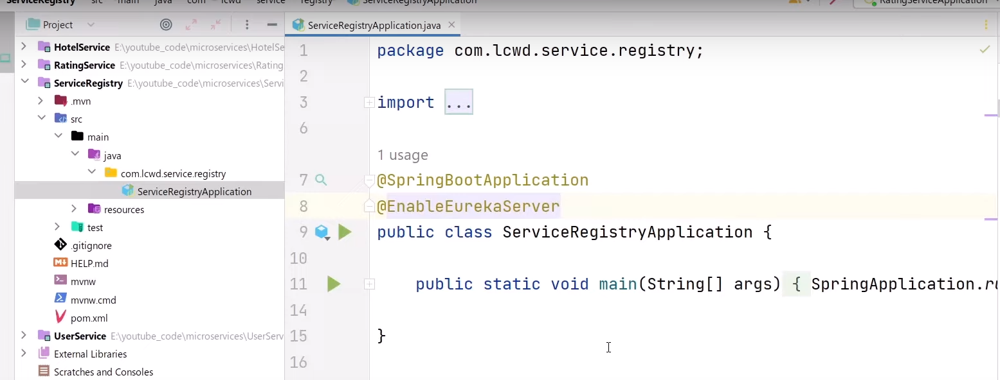 ServiceRegistry src main java com lcwd service registry ServiceRegistryApplication RatingServiceApplication
Project
HotelService E:\youtube_code\microservices\HotelSe
RatingService E:\youtube_code\microservices\Rating
ServiceRegistry E:\youtube_code\microservices\Servi
.mvn
src
main
java
com.lcwd.service.registry
ServiceRegistryApplication
resources
test
.gitignore
HELP.md
mvnw
mvnw.cmd
pom.xml
UserService E:\youtube_code\microservices\UserServ
External Libraries
Scratches and Consoles
ServiceRegistryApplication.java
1 package com.lcwd.service.registry;
2
3 import ...
6
1 usage
7 @SpringBootApplication
8 @EnableEurekaServer
9 public class ServiceRegistryApplication {
10
11 public static void main(String[] args) { SpringApplication.ru
14
15 }
16